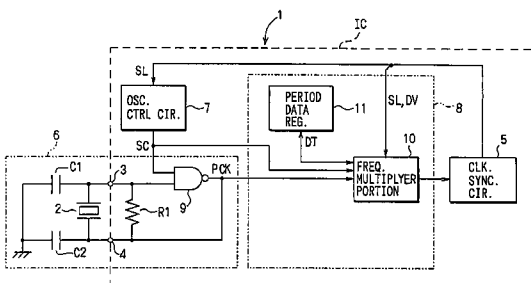 1
IC
SL
OSC.
CTRL CIR.
7
PERIOD
DATA
REG.
11
SL,DV
8
10
5
6
SC
DT
C1
3
PCK
FREQ.
MULTIPLYER
PORTION
CLK.
SYNC.
CIR.
2
9
R1
C2
4